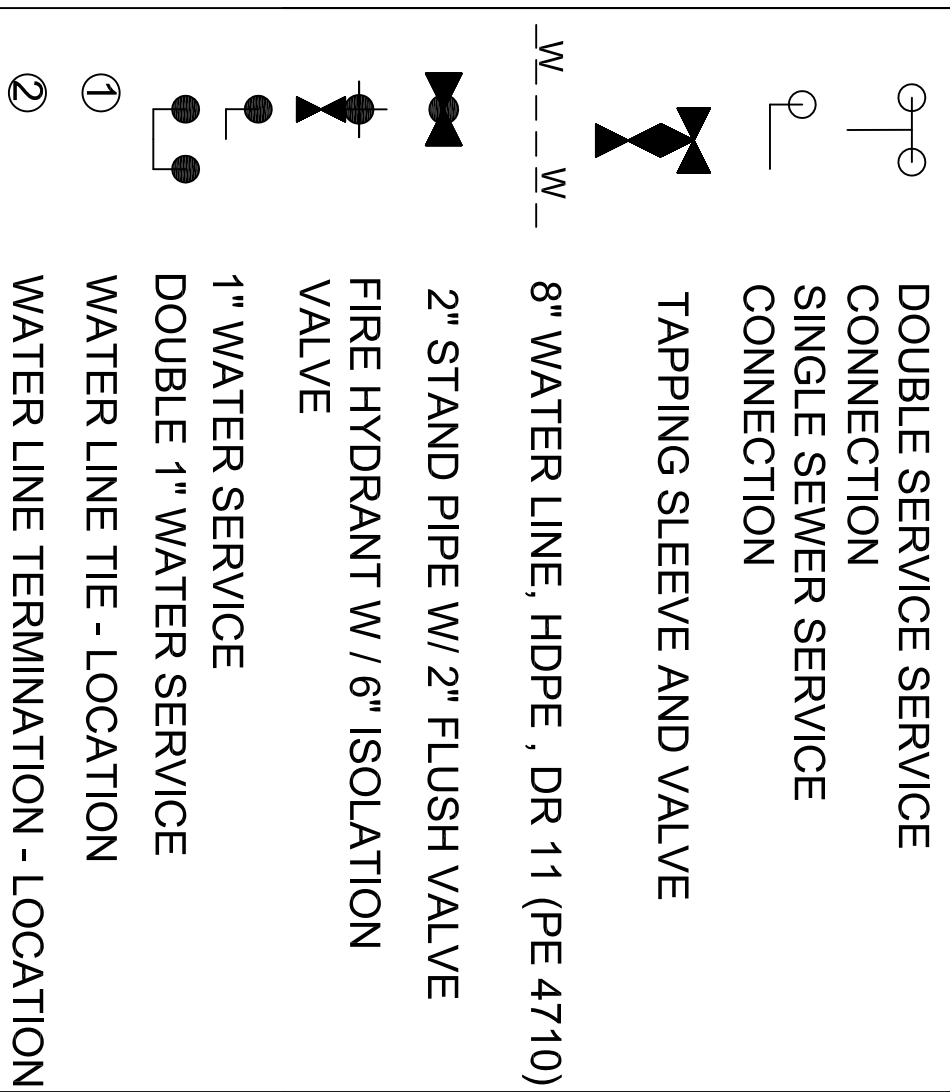 DOUBLE SERVICE SERVICE
CONNECTION
SINGLE SEWER SERVICE
CONNECTION
TAPPING SLEEVE AND VALVE
W W
8" WATER LINE, HDPE , DR 11 (PE 4710)
2" STAND PIPE W/ 2" FLUSH VALVE
FIRE HYDRANT W / 6" ISOLATION
VALVE
1" WATER SERVICE
DOUBLE 1" WATER SERVICE
1 WATER LINE TIE - LOCATION
2 WATER LINE TERMINATION - LOCATION